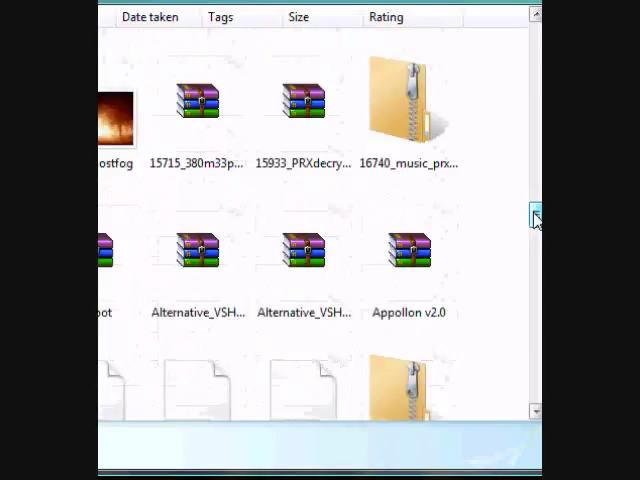 Date taken Tags Size Rating
ostfog 15715_380m33p... 15933_PRXdecry... 16740_music_prx...
oot Alternative_VSH... Alternative_VSH... Appollon v2.0